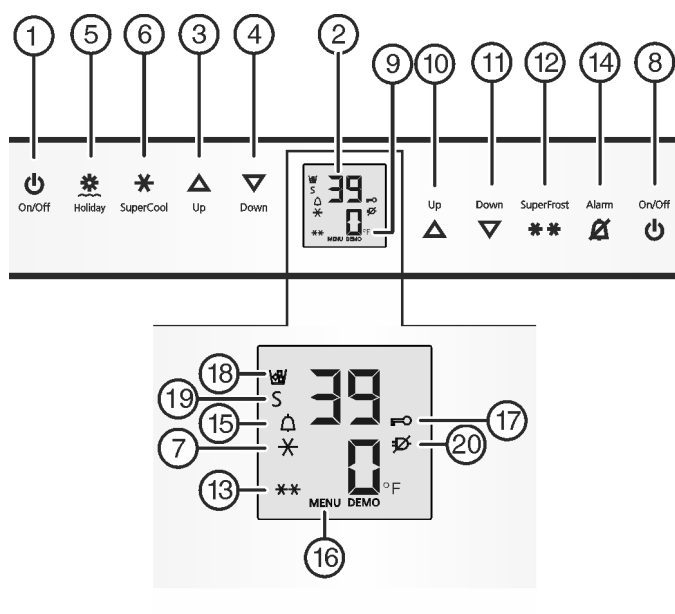 1 5 6 3 4 2 9 10 11 12 14 8
On/Off Holiday SuperCool Up Down
Up Down SuperFrost Alarm On/Off
S 39
0 °F
MENU DEMO
18
19 S 39
15
17
7
20
13 0 °F
MENU DEMO
16